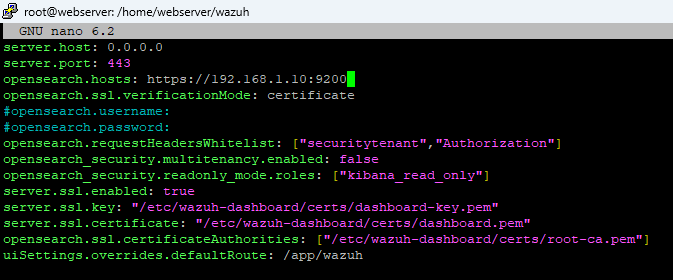 root@webserver: /home/webserver/wazuh
GNU nano 6.2
server.host: 0.0.0.0
server.port: 443
opensearch.hosts: https://192.168.1.10:9200
opensearch.ssl.verificationMode: certificate
#opensearch.username:
#opensearch.password:
opensearch.requestHeadersWhitelist: ["securitytenant","Authorization"]
opensearch_security.multitenancy.enabled: false
opensearch_security.readonly_mode.roles: ["kibana_read_only"]
server.ssl.enabled: true
server.ssl.key: "/etc/wazuh-dashboard/certs/dashboard-key.pem"
server.ssl.certificate: "/etc/wazuh-dashboard/certs/dashboard.pem"
opensearch.ssl.certificateAuthorities: ["/etc/wazuh-dashboard/certs/root-ca.pem"]
uiSettings.overrides.defaultRoute: /app/wazuh